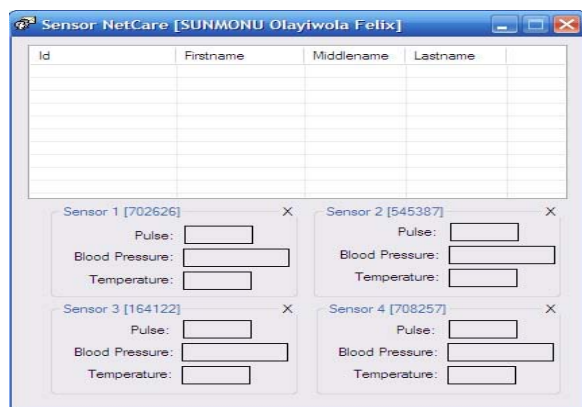 Sensor NetCare [SUNMONU Olayiwola Felix]
Id Firstname Middlename Lastname
Sensor 1 [702626] X
Pulse:
Blood Pressure:
Temperature:
Sensor 2 [545387] X
Pulse:
Blood Pressure:
Temperature:
Sensor 3 [164122] X
Pulse:
Blood Pressure:
Temperature:
Sensor 4 [708257] X
Pulse:
Blood Pressure:
Temperature: